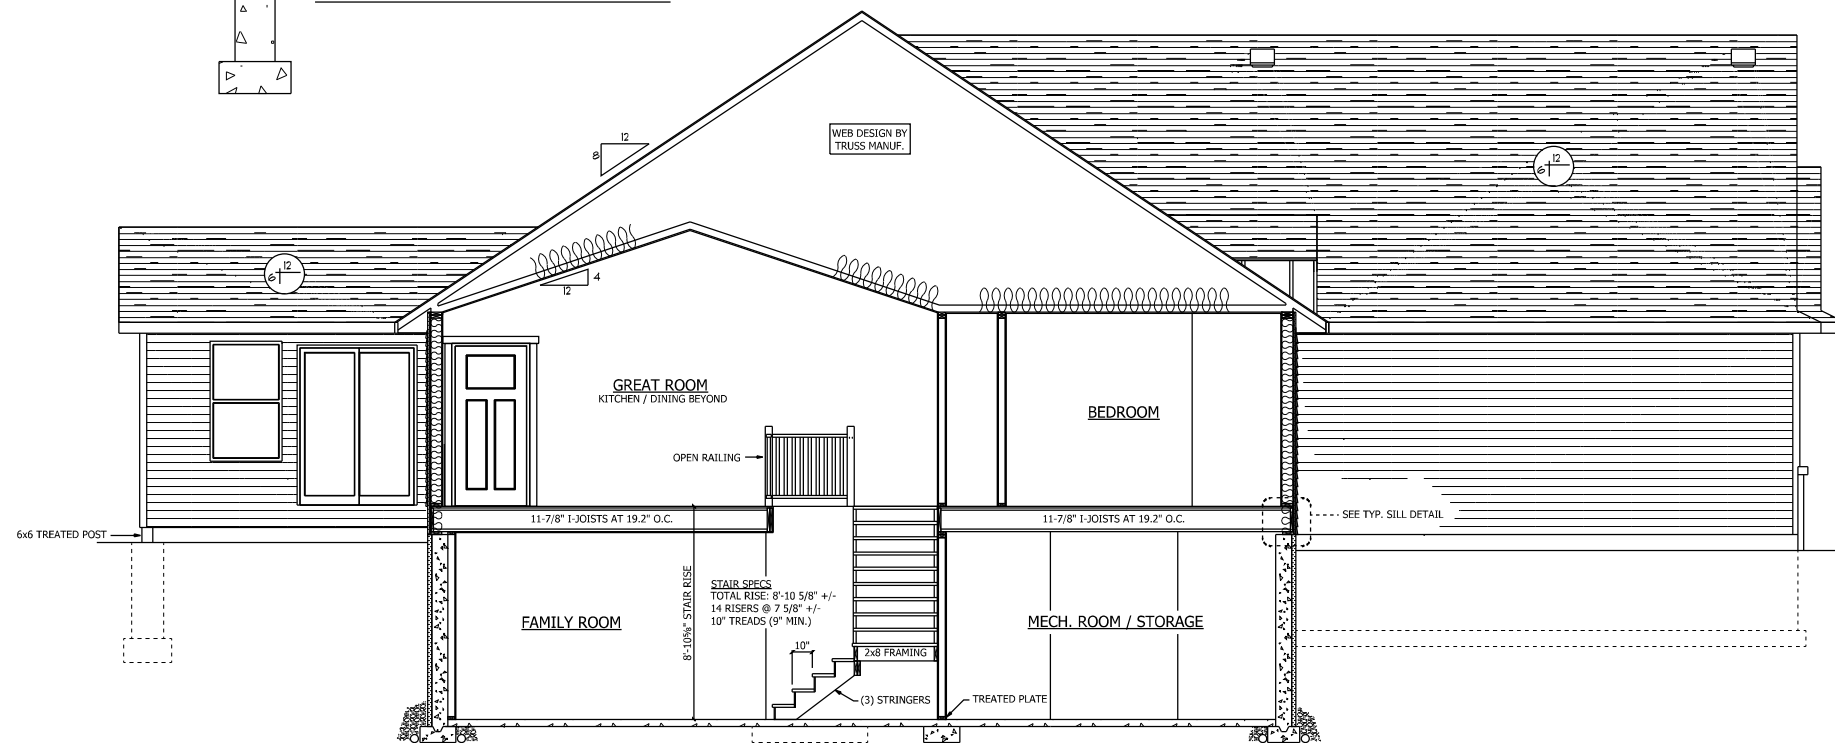 WEB DESIGN BY
TRUSS MANUF.
12
8
12
6
12
6
4
12
GREAT ROOM
KITCHEN / DINING BEYOND
BEDROOM
OPEN RAILING
11-7/8" I-JOISTS AT 19.2" O.C.
11-7/8" I-JOISTS AT 19.2" O.C.
SEE TYP. SILL DETAIL
6x6 TREATED POST
8'-10⅝" STAIR RISE
STAIR SPECS
TOTAL RISE: 8'-10 5/8" +/-
14 RISERS @ 7 5/8" +/-
10" TREADS (9" MIN.)
FAMILY ROOM
MECH. ROOM / STORAGE
10"
2x8 FRAMING
(3) STRINGERS
TREATED PLATE